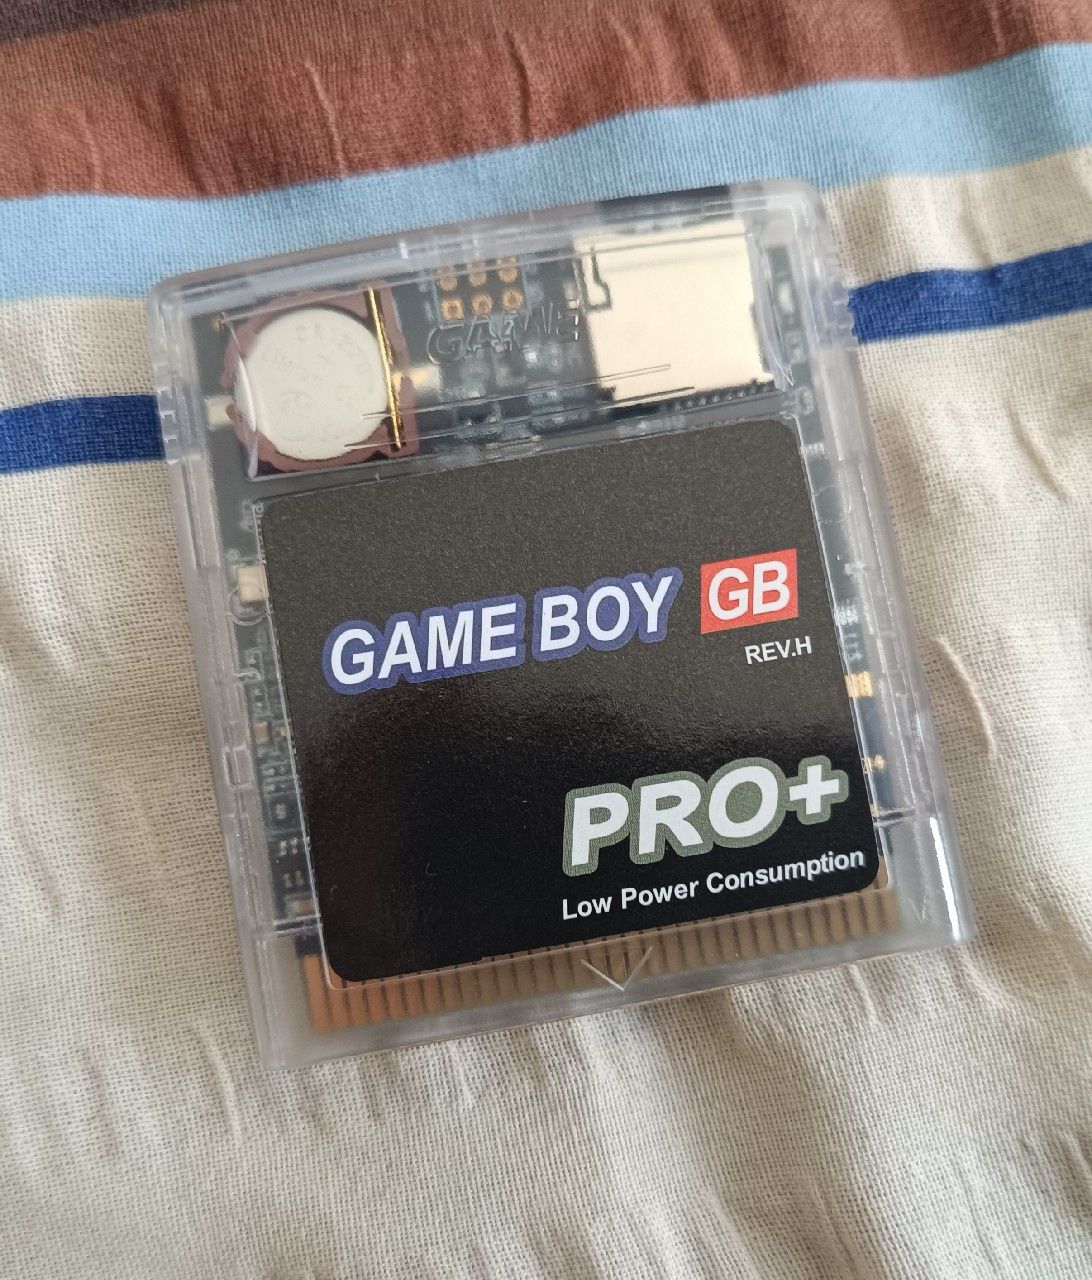 GAME
GAME BOY GB
REV.H
PRO+
Low Power Consumption